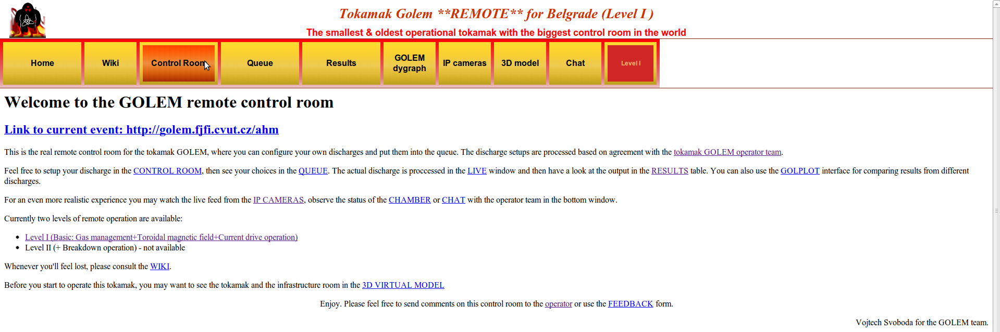 Tokamak Golem **REMOTE** for Belgrade (Level I )
The smallest & oldest operational tokamak with the biggest control room in the world
Home
Wiki
Control Room
Queue
Results
GOLEM
dygraph
IP cameras
3D model
Chat
Level I
Welcome to the GOLEM remote control room
Link to current event: http://golem.fjfi.cvut.cz/ahm
This is the real remote control room for the tokamak GOLEM, where you can configure your own discharges and put them into the queue. The discharge setups are processed based on agreement with the tokamak GOLEM operator team.
Feel free to setup your discharge in the CONTROL ROOM, then see your choices in the QUEUE. The actual discharge is proccessed in the LIVE window and then have a look at the output in the RESULTS table. You can also use the GOLPLOT interface for comparing results from different
discharges.
For an even more realistic experience you may watch the live feed from the IP CAMERAS, observe the status of the CHAMBER or CHAT with the operator team in the bottom window.
Currently two levels of remote operation are available:
Level I (Basic: Gas management+Toroidal magnetic field+Current drive operation)
Level II (+ Breakdown operation) - not available
Whenever you'll feel lost, please consult the WIKI.
Before you start to operate this tokamak, you may want to see the tokamak and the infrastructure room in the 3D VIRTUAL MODEL
Enjoy. Please feel free to send comments on this control room to the operator or use the FEEDBACK form.
Vojtech Svoboda for the GOLEM team.